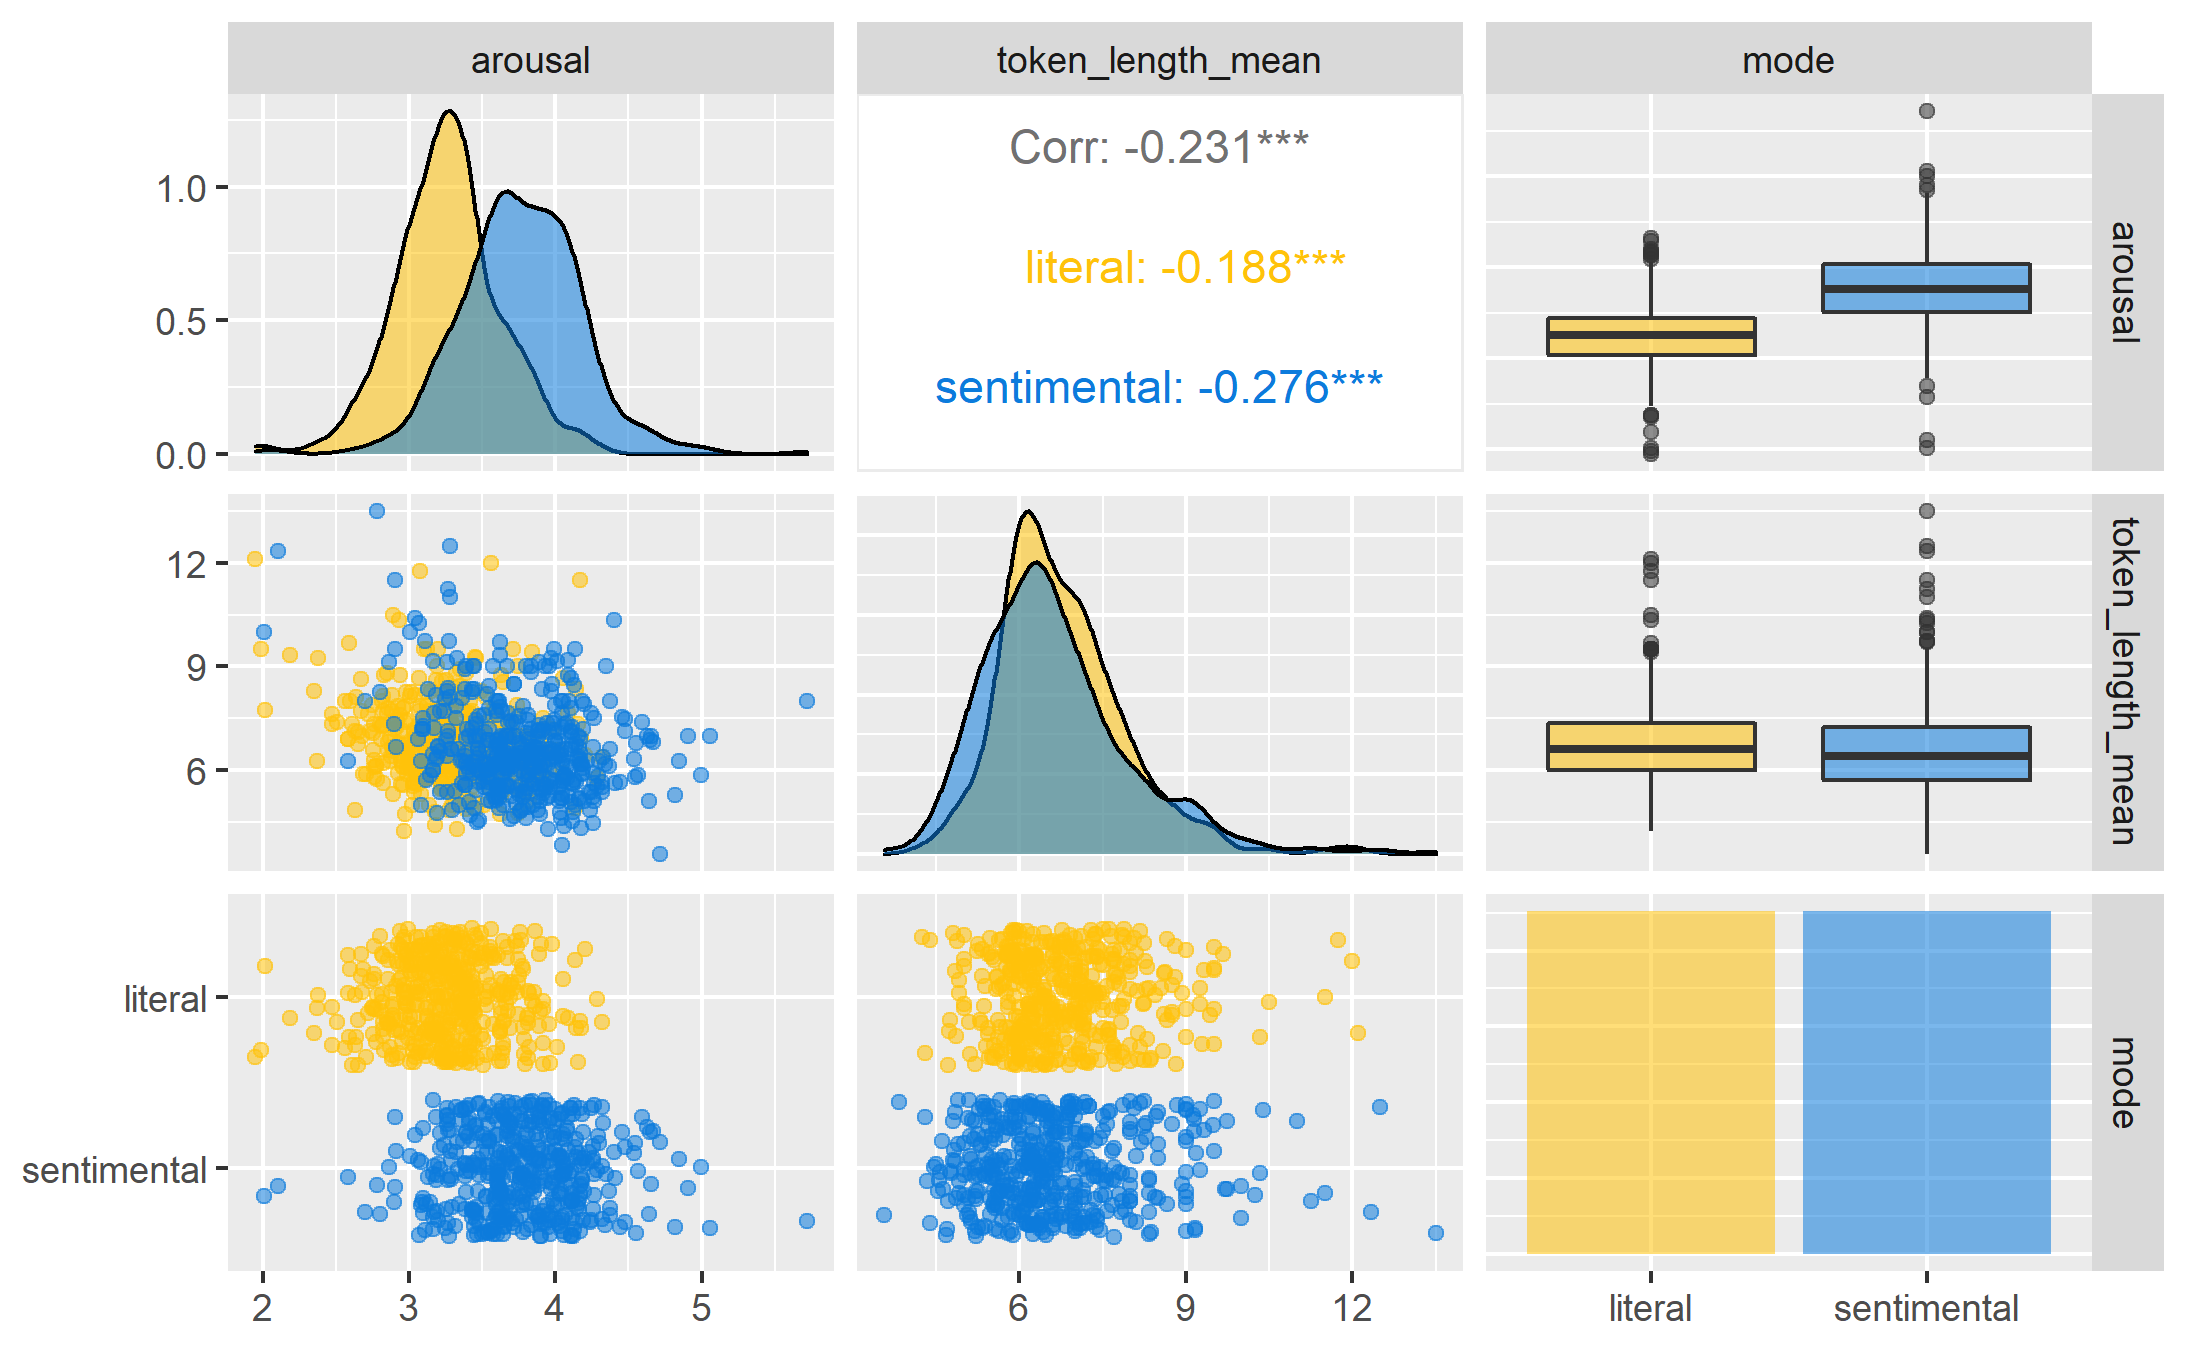 arousal
token_length_mean
mode
1.0
0.5
0.0
Corr: -0.231***
literal: -0.188***
sentimental: -0.276***
arousal
12
9
6
token_length_mean
literal
sentimental
mode
2
3
4
5
6
9
12
literal
sentimental